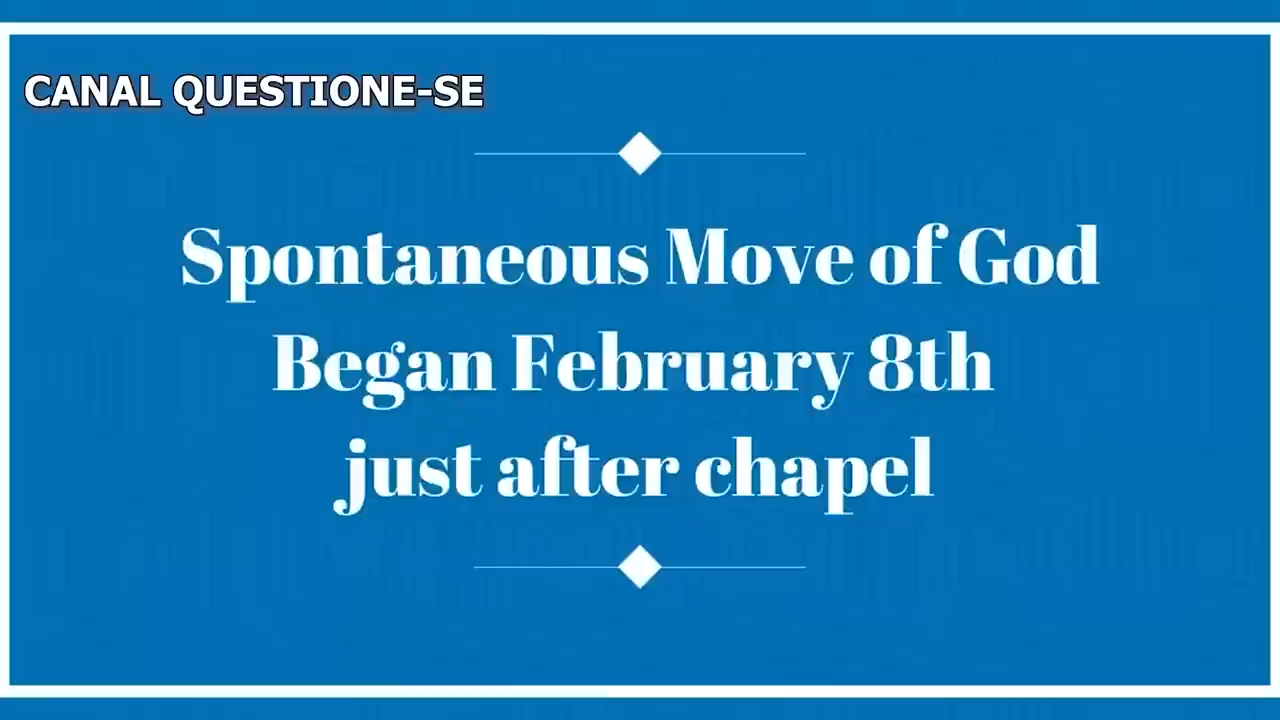 CANAL QUESTIONE-SE
Spontaneous Move of God
Began February 8th
just after chapel